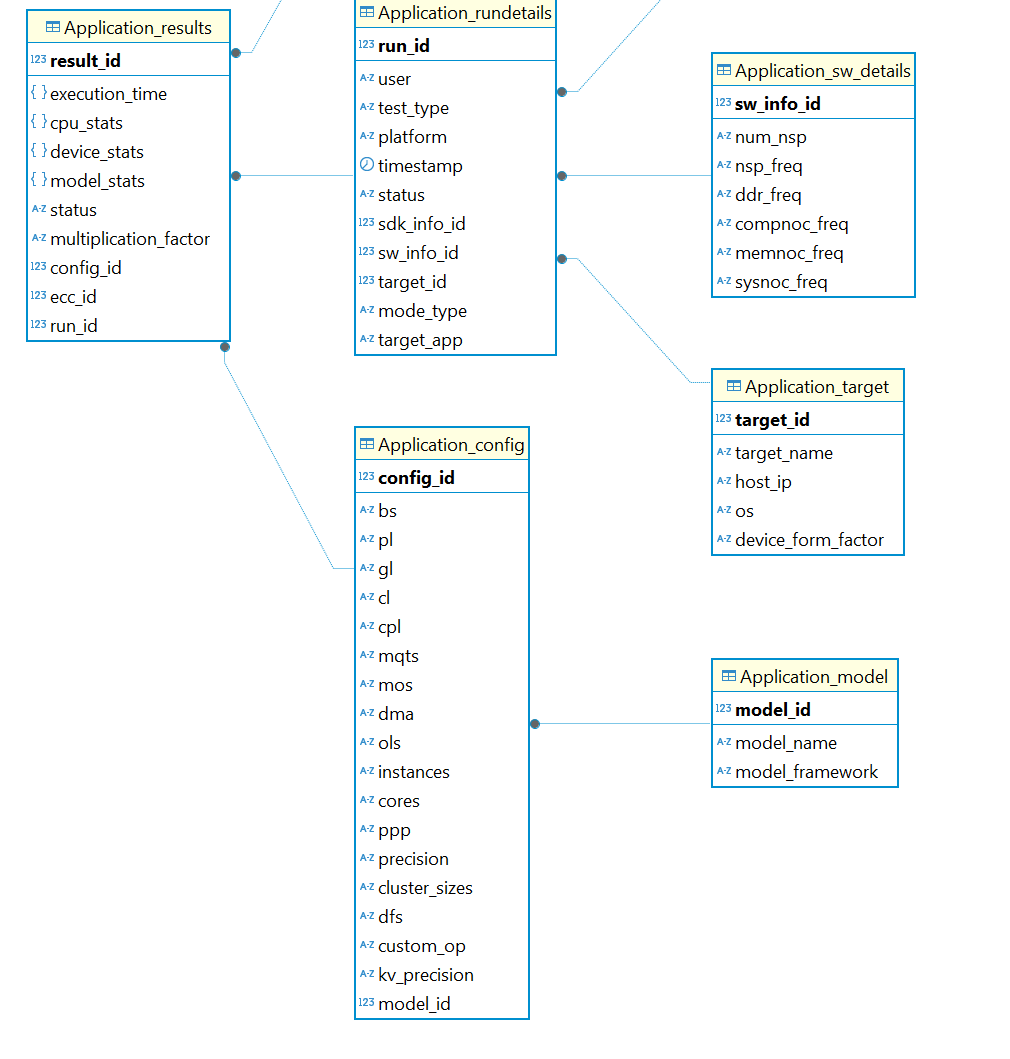 Application_results
123 result_id
{ } execution_time
{ } cpu_stats
{ } device_stats
{ } model_stats
A-Z status
A-Z multiplication_factor
123 config_id
123 ecc_id
123 run_id
Application_rundetails
123 run_id
A-Z user
A-Z test_type
A-Z platform
timestamp
A-Z status
123 sdk_info_id
123 sw_info_id
123 target_id
A-Z mode_type
A-Z target_app
Application_sw_details
123 sw_info_id
A-Z num_nsp
A-Z nsp_freq
A-Z ddr_freq
A-Z compnoc_freq
A-Z memnoc_freq
A-Z sysnoc_freq
Application_target
123 target_id
A-Z target_name
A-Z host_ip
A-Z os
A-Z device_form_factor
Application_config
123 config_id
A-Z bs
A-Z pl
A-Z gl
A-Z cl
A-Z cpl
A-Z mqts
A-Z mos
A-Z dma
A-Z ols
A-Z instances
A-Z cores
A-Z ppp
A-Z precision
A-Z cluster_sizes
A-Z dfs
A-Z custom_op
A-Z kv_precision
123 model_id
Application_model
123 model_id
A-Z model_name
A-Z model_framework